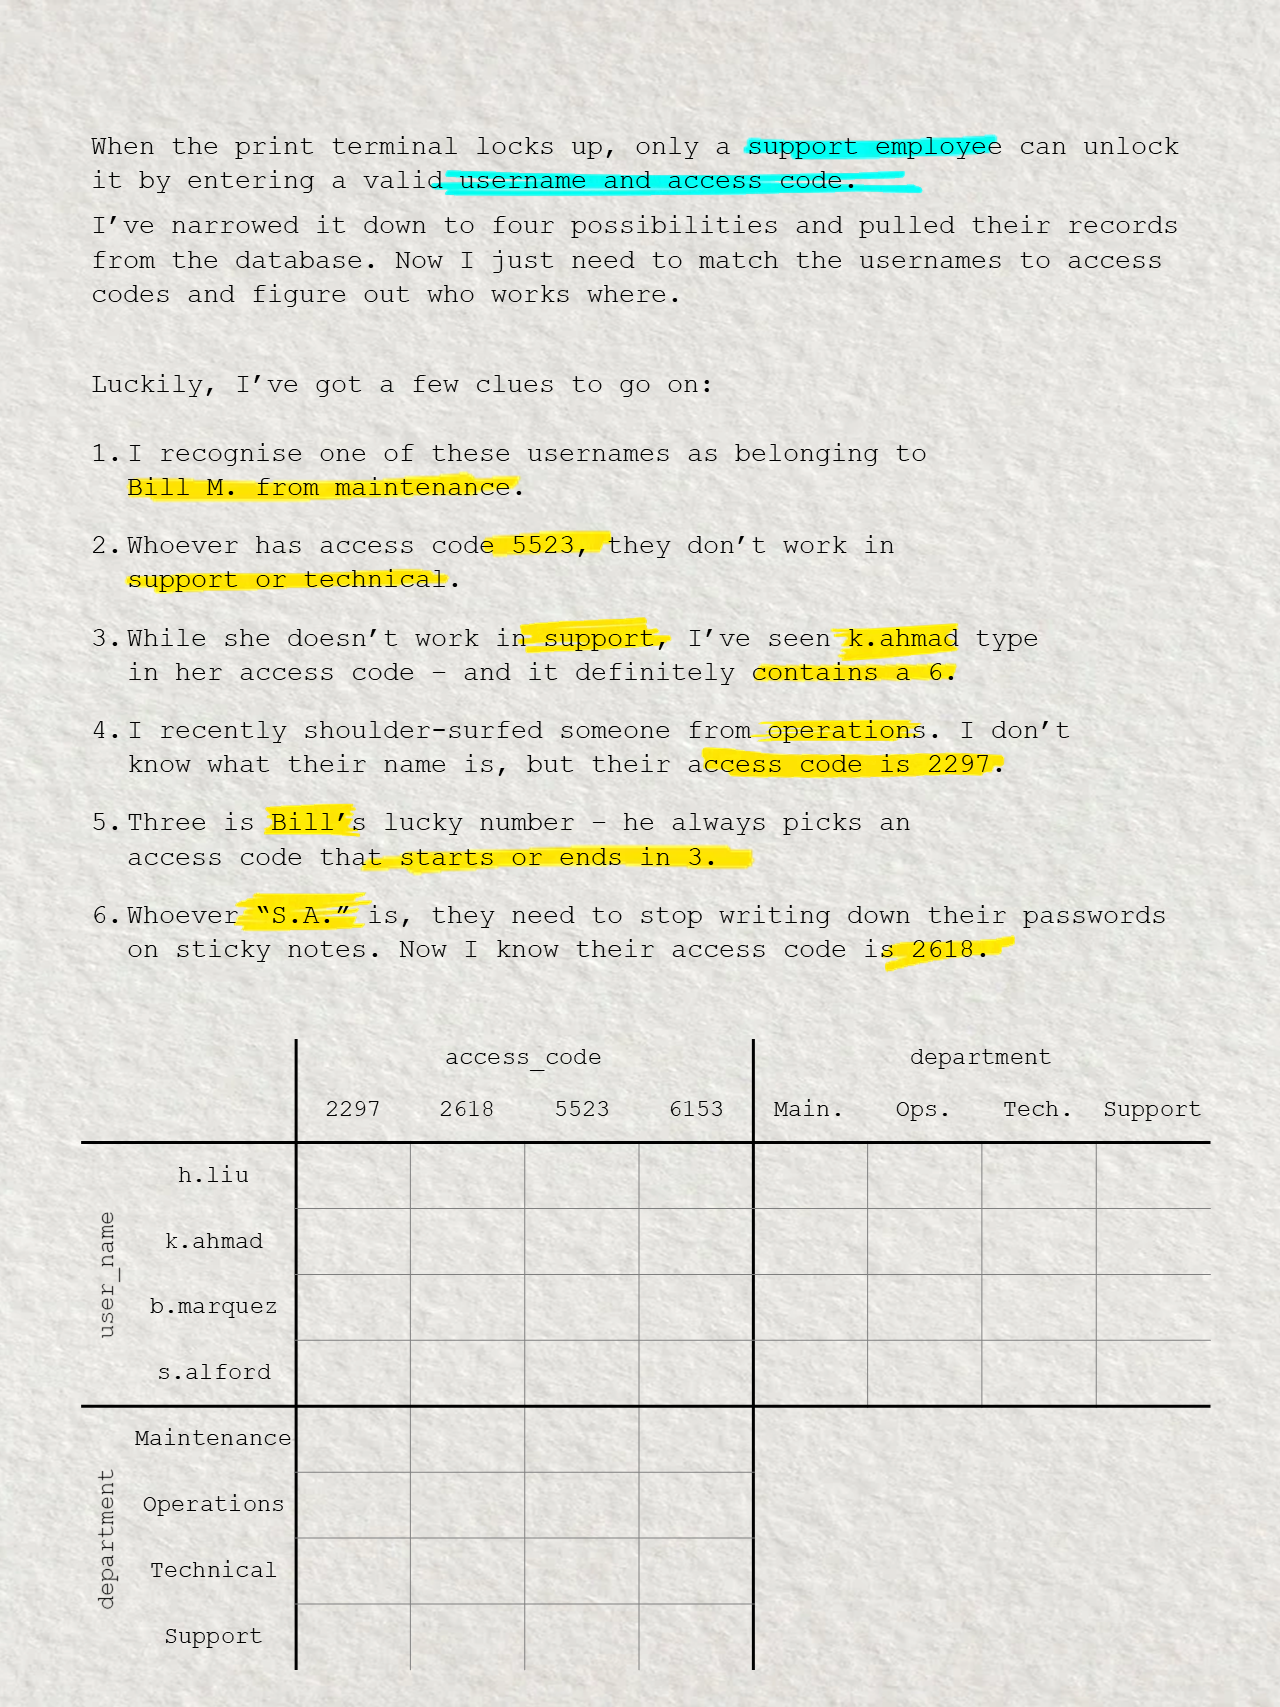 When the print terminal locks up, only a support employee can unlock
it by entering a valid username and access code.
I’ve narrowed it down to four possibilities and pulled their records
from the database. Now I just need to match the usernames to access
codes and figure out who works where.
Luckily, I’ve got a few clues to go on:
1. I recognise one of these usernames as belonging to
Bill M. from maintenance.
2. Whoever has access code 5523, they don’t work in
support or technical.
3. While she doesn’t work in support, I’ve seen k.ahmad type
in her access code – and it definitely contains a 6.
4. I recently shoulder-surfed someone from operations. I don’t
know what their name is, but their access code is 2297.
5. Three is Bill’s lucky number – he always picks an
access code that starts or ends in 3.
6. Whoever “S.A.” is, they need to stop writing down their passwords
on sticky notes. Now I know their access code is 2618.
access_code department
2297 2618 5523 6153 Main. Ops. Tech. Support
user_name
h.liu
k.ahmad
b.marquez
s.alford
department
Maintenance
Operations
Technical
Support